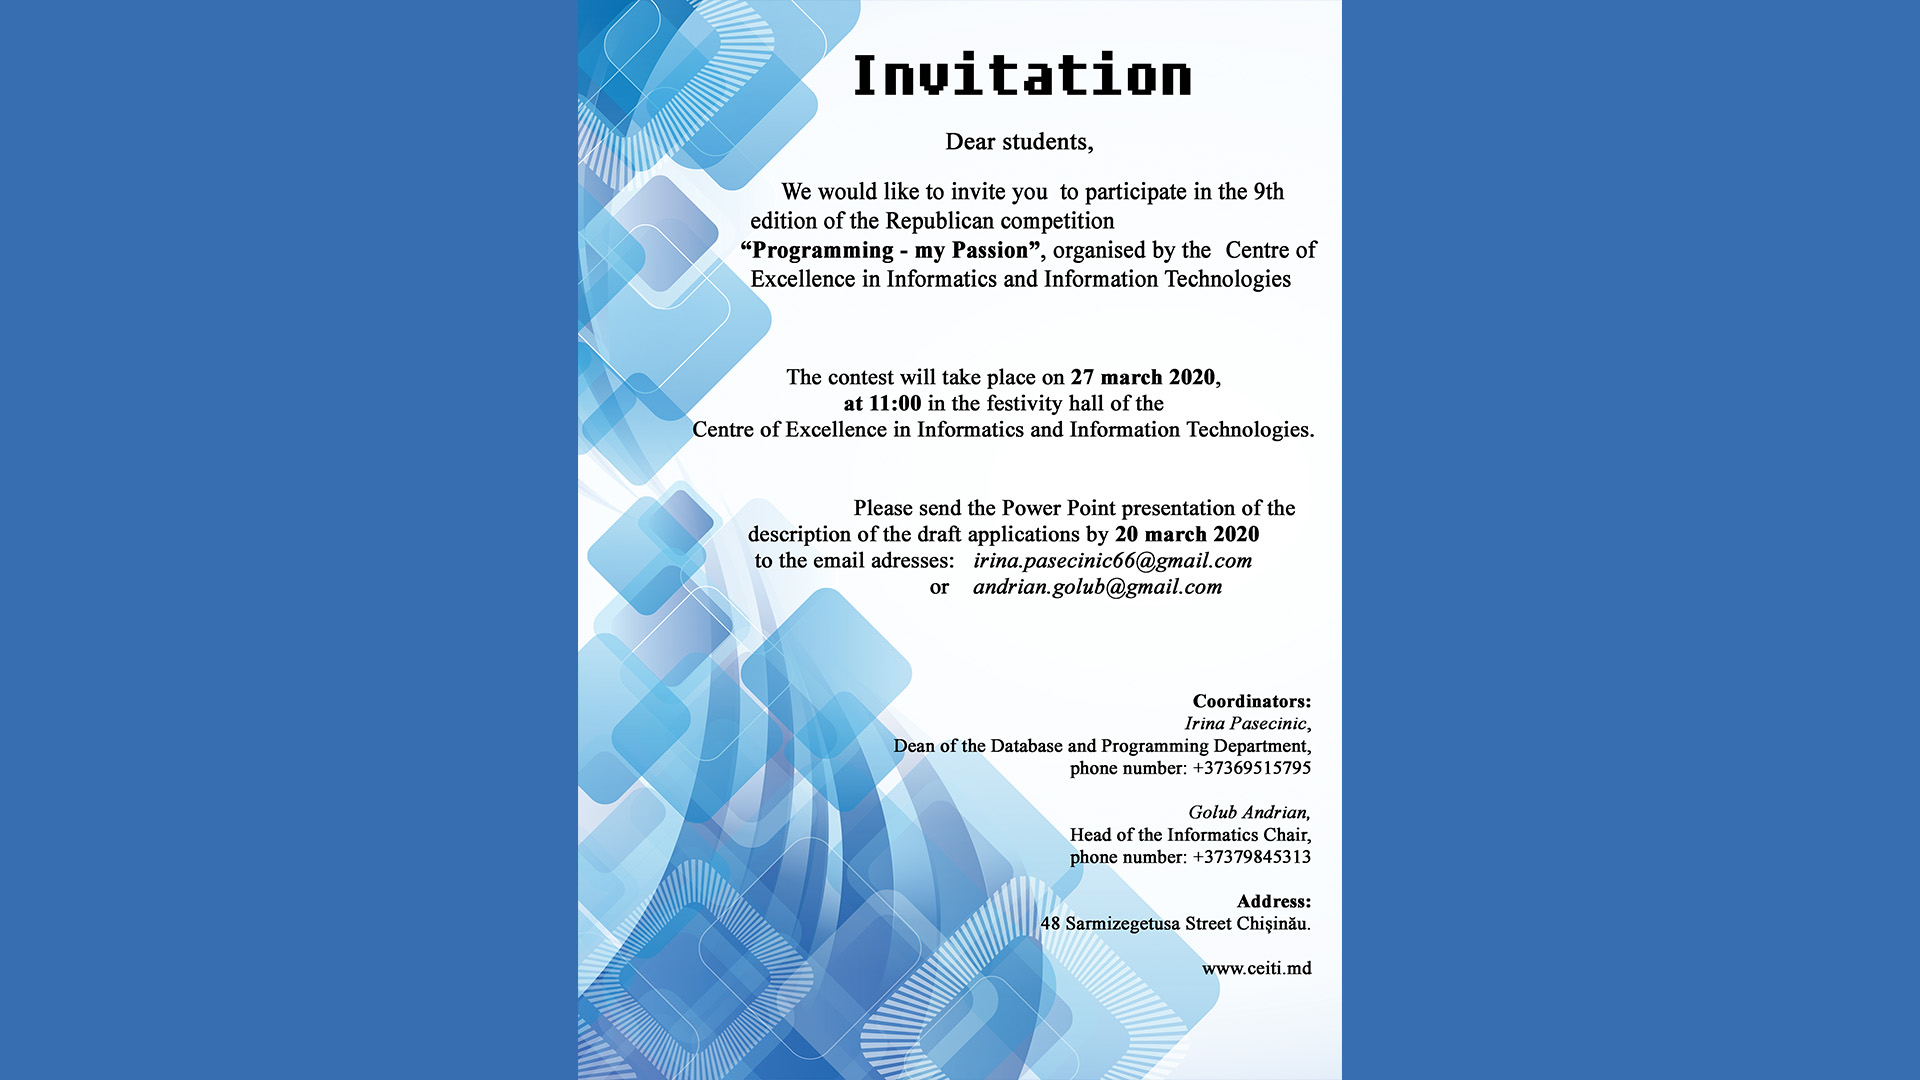 Invitation
Dear students,
We would like to invite you to participate in the 9th
edition of the Republican competition
“Programming - my Passion”, organised by the Centre of
Excellence in Informatics and Information Technologies
The contest will take place on 27 march 2020,
at 11:00 in the festivity hall of the
Centre of Excellence in Informatics and Information Technologies.
Please send the Power Point presentation of the
description of the draft applications by 20 march 2020
to the email adresses: irina.pasecinic66@gmail.com
or andrian.golub@gmail.com
Coordinators:
Irina Pasecinic,
Dean of the Database and Programming Department,
phone number: +37369515795
Golub Andrian,
Head of the Informatics Chair,
phone number: +37379845313
Address:
48 Sarmizegetusa Street Chişinău.
www.ceiti.md